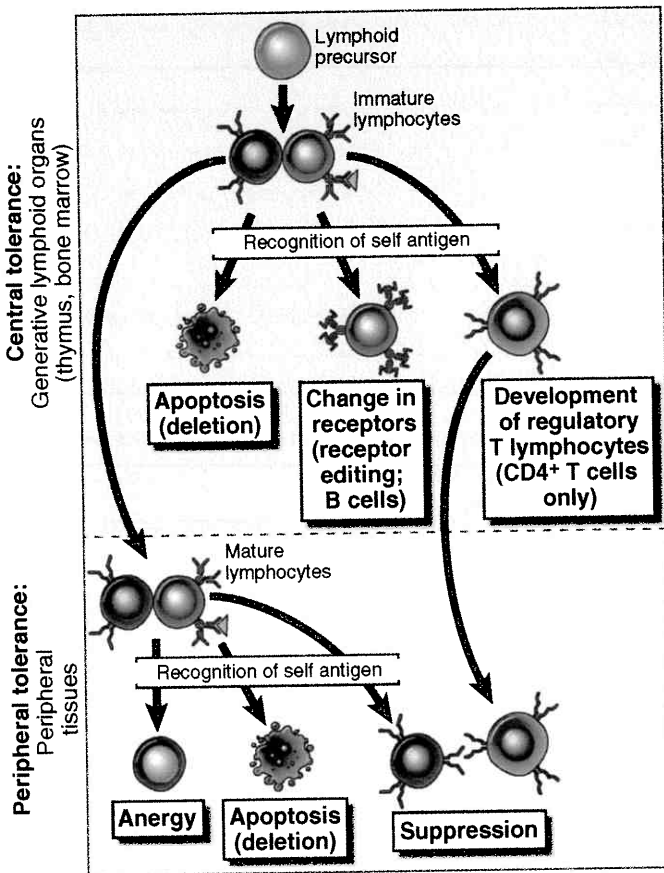 Lymphoid
precursor
Immature
lymphocytes
Central tolerance:
Generative lymphoid organs
(thymus, bone marrow)
Recognition of self antigen
Apoptosis
(deletion)
Change in
receptors
(receptor
editing;
B cells)
Development
of regulatory
T lymphocytes
(CD4+ T cells
only)
Mature
lymphocytes
Peripheral tolerance:
Peripheral
tissues
Recognition of self antigen
Anergy
Apoptosis
(deletion)
Suppression